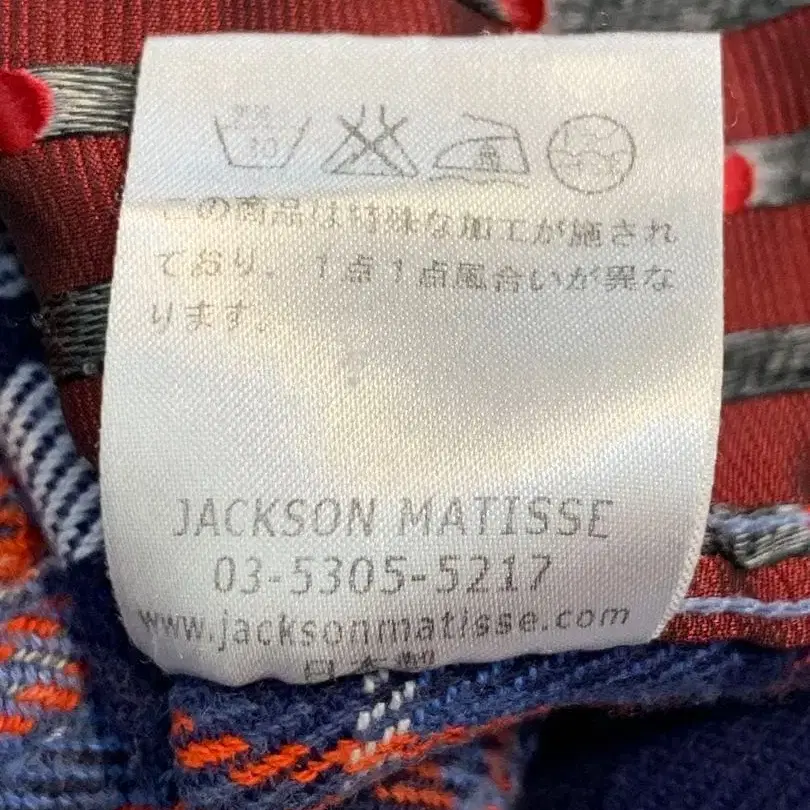 この商品は特殊な加工が施され
ており、1点1点風合いが異な
ります。
JACKSON MATISSE
03-5305-5217
www.jacksonmatisse.com
日本製